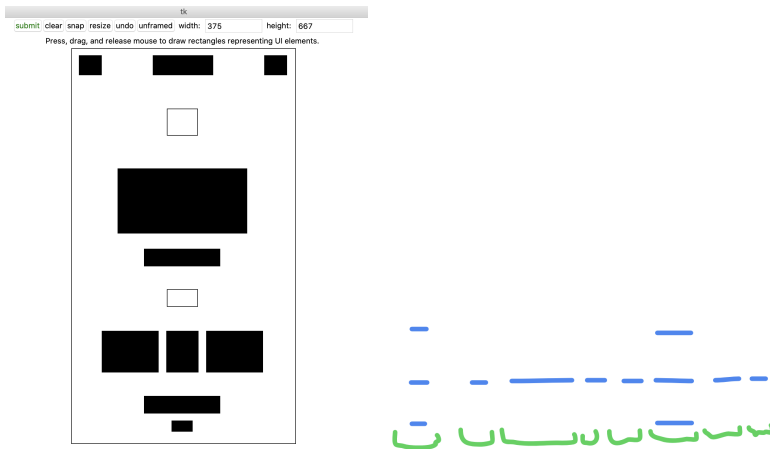 tk
submit clear snap resize undo unframed width: 375 height: 667
Press, drag, and release mouse to draw rectangles representing UI elements.